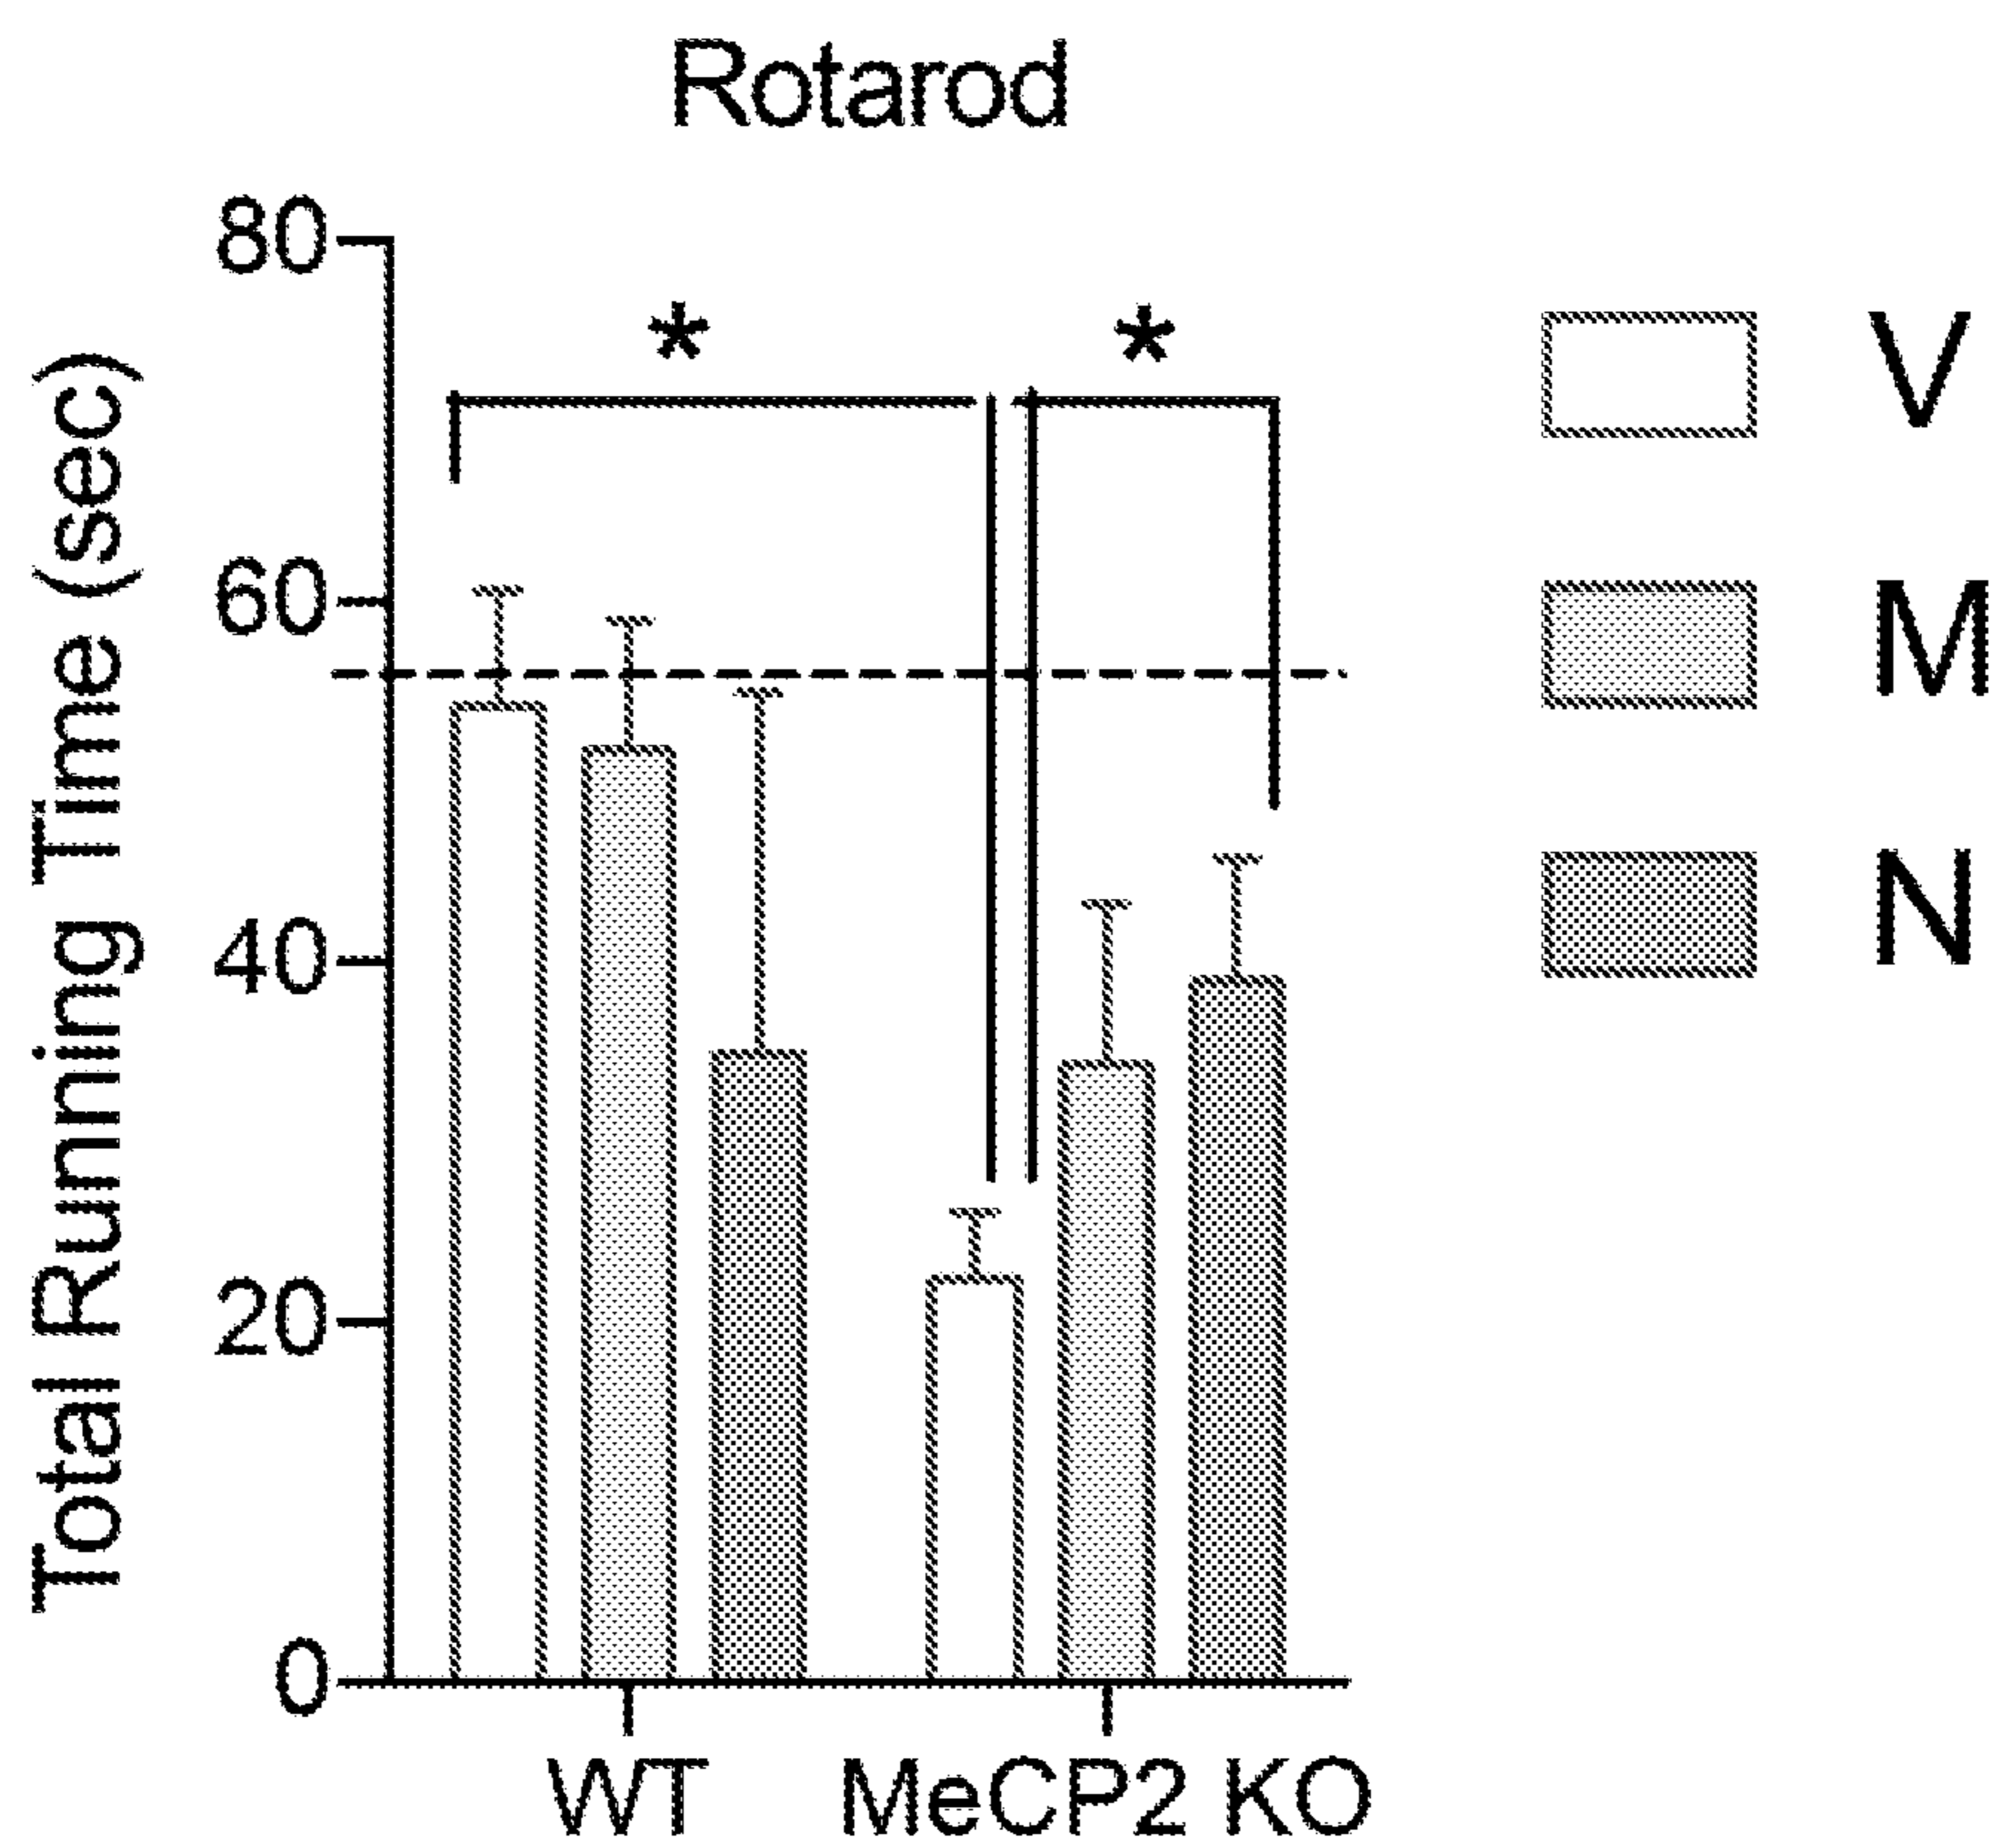 Rotarod
Total Running Time (sec)
80
60
40
20
0
*
*
WT
MeCP2 KO
V
M
N